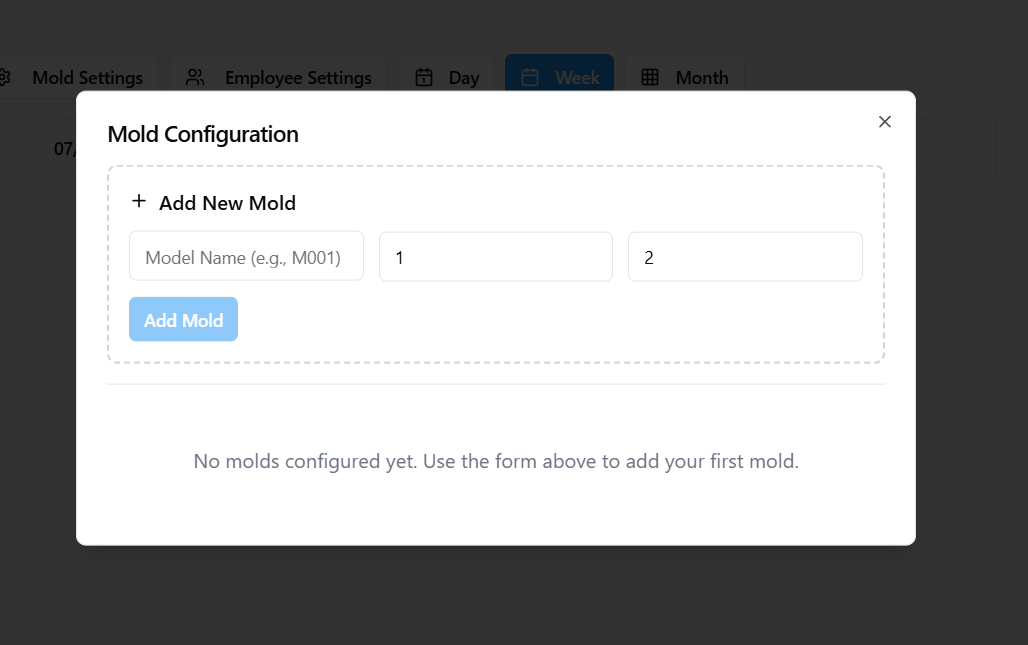 Mold Settings
Employee Settings
Day
Week
Month
07/
Mold Configuration
Add New Mold
Model Name (e.g., M001)
1
2
Add Mold
No molds configured yet. Use the form above to add your first mold.